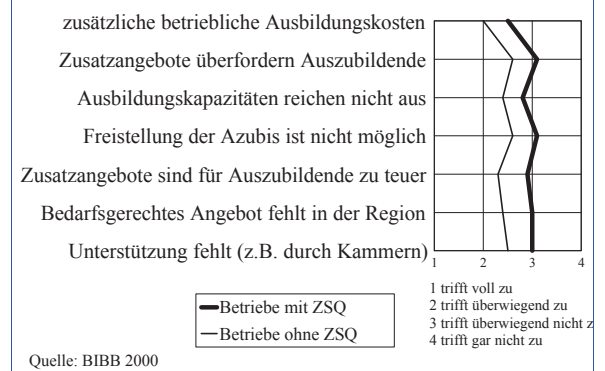 zusätzliche betriebliche Ausbildungskosten
Zusatzangebote überfordern Auszubildende
Ausbildungskapazitäten reichen nicht aus
Freistellung der Azubis ist nicht möglich
Zusatzangebote sind für Auszubildende zu teuer
Bedarfsgerechtes Angebot fehlt in der Region
Unterstützung fehlt (z.B. durch Kammern)
1 2 3 4
1 trifft voll zu
2 trifft überwiegend zu
3 trifft überwiegend nicht z
4 trifft gar nicht zu
Betriebe mit ZSQ
Betriebe ohne ZSQ
Quelle: BIBB 2000